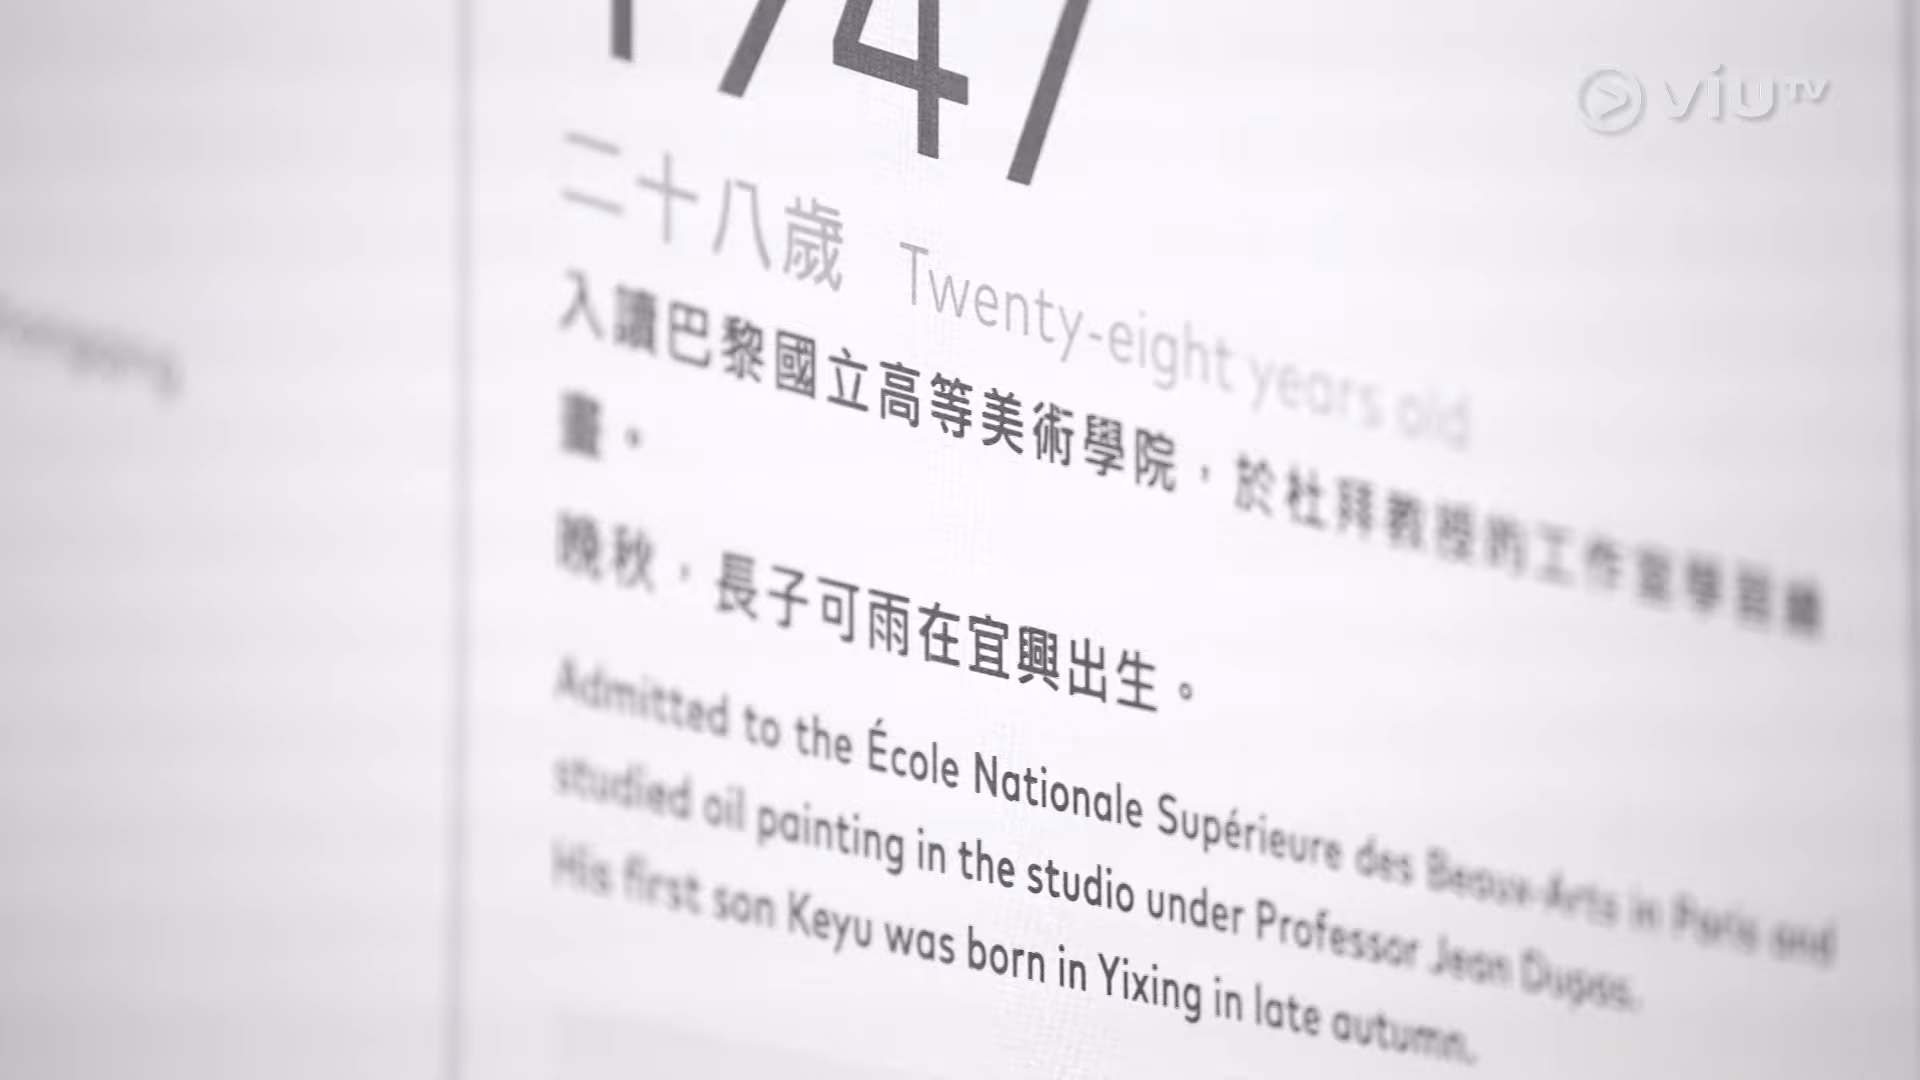 1947
viuTV
二十八歲 Twenty-eight years old
入讀巴黎國立高等美術學院，於杜拜教授的工作室學習繪
畫。
晚秋，長子可雨在宜興出生。
Admitted to the École Nationale Supérieure des Beaux-Arts in Paris and
studied oil painting in the studio under Professor Jean Dupas.
His first son Keyu was born in Yixing in late autumn.